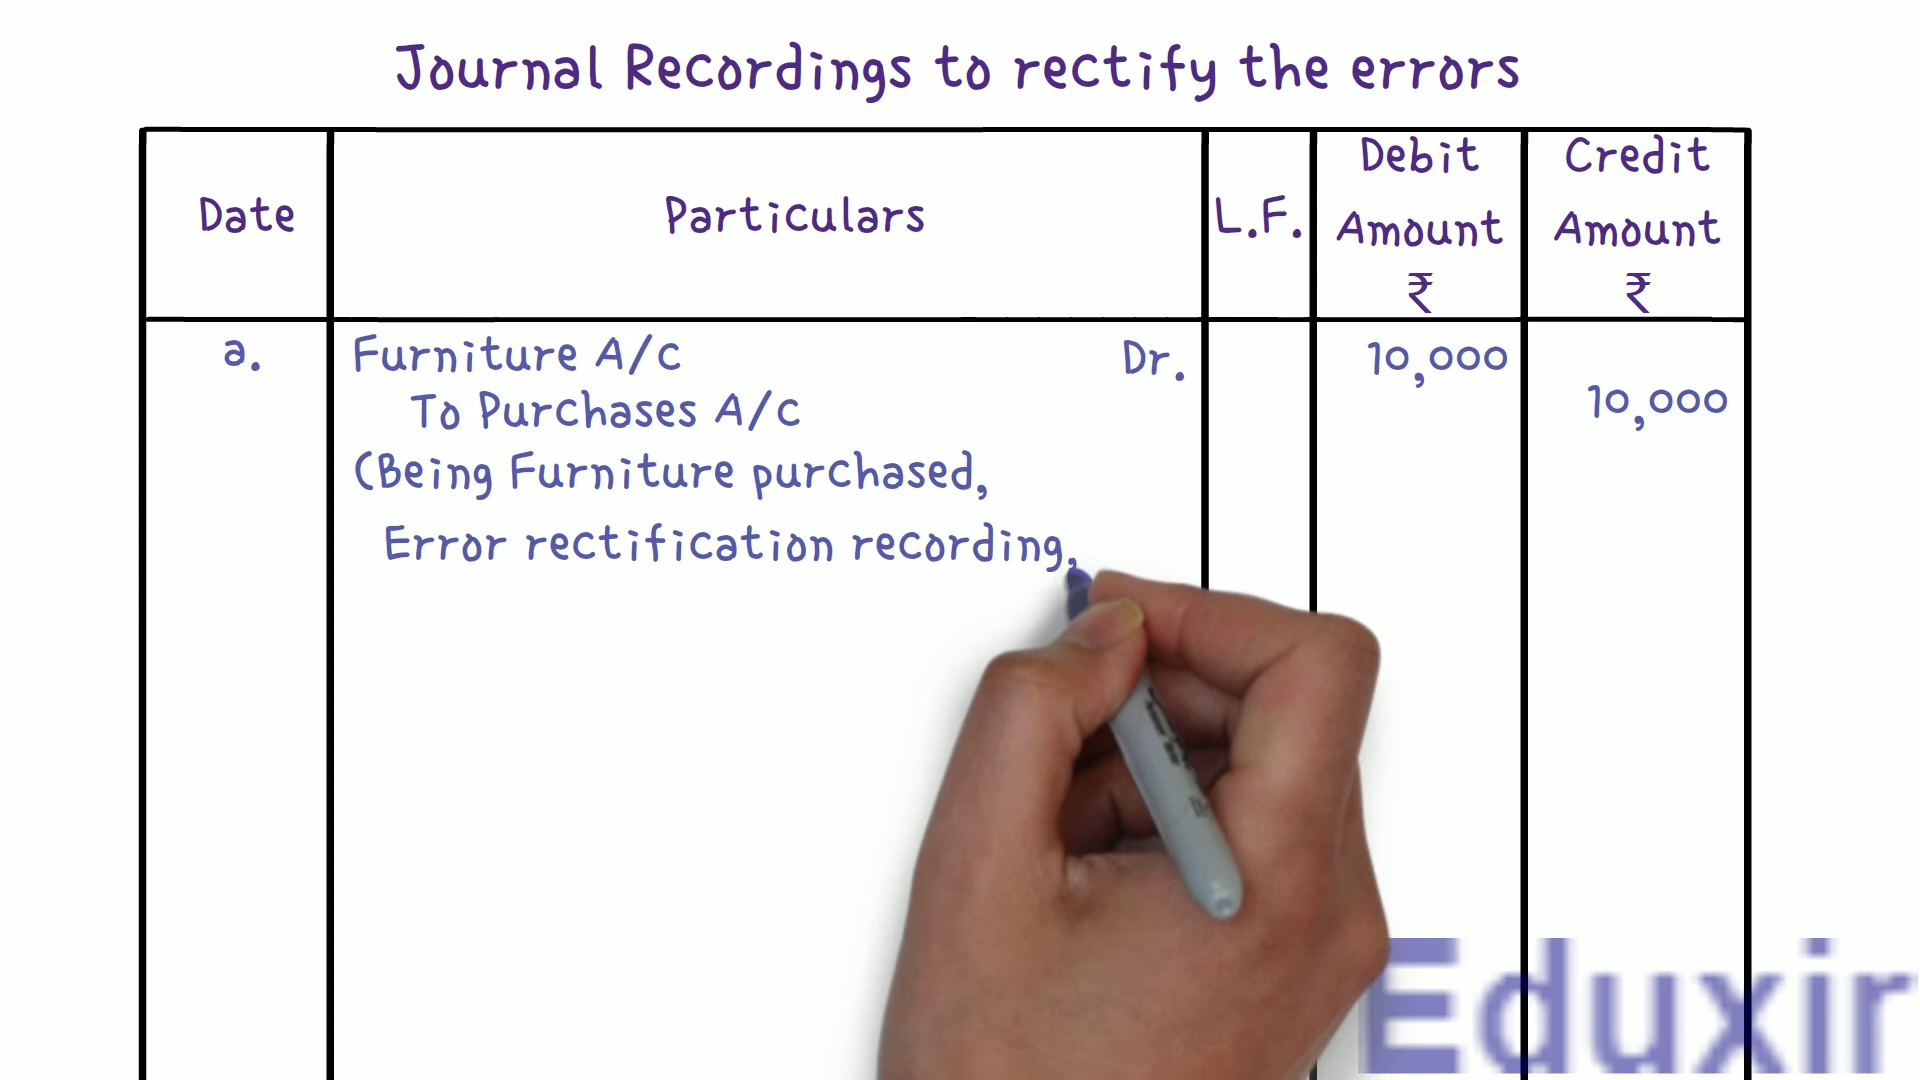 Journal Recordings to rectify the errors
Date
Particulars
L.F.
Debit
Amount
₹
Credit
Amount
₹
a.
Furniture A/c Dr. 10,000
To Purchases A/c 10,000
(Being Furniture purchased,
Error rectification recording,
Eduxir